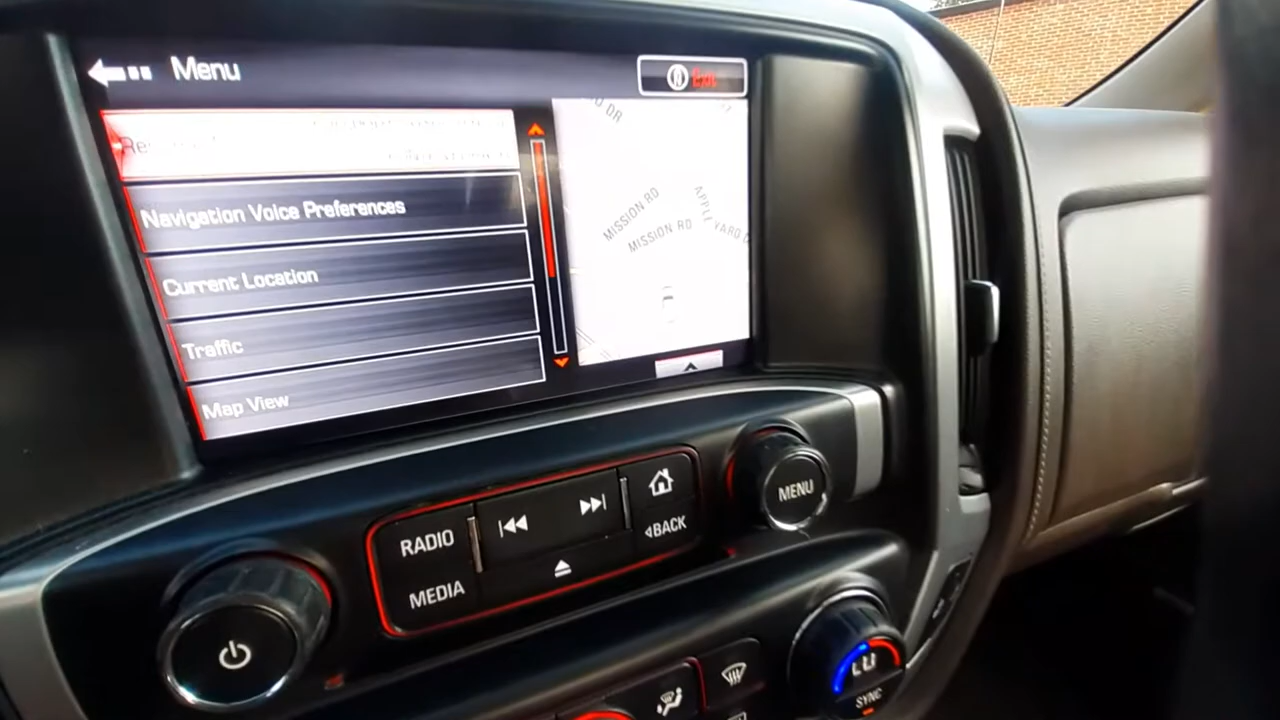 Menu
Exit
Navigation Voice Preferences
Current Location
Traffic
Map View
DR
MISSION RD
MISSION RD
APPLE YARD
MENU
RADIO
MEDIA
BACK
SYNC